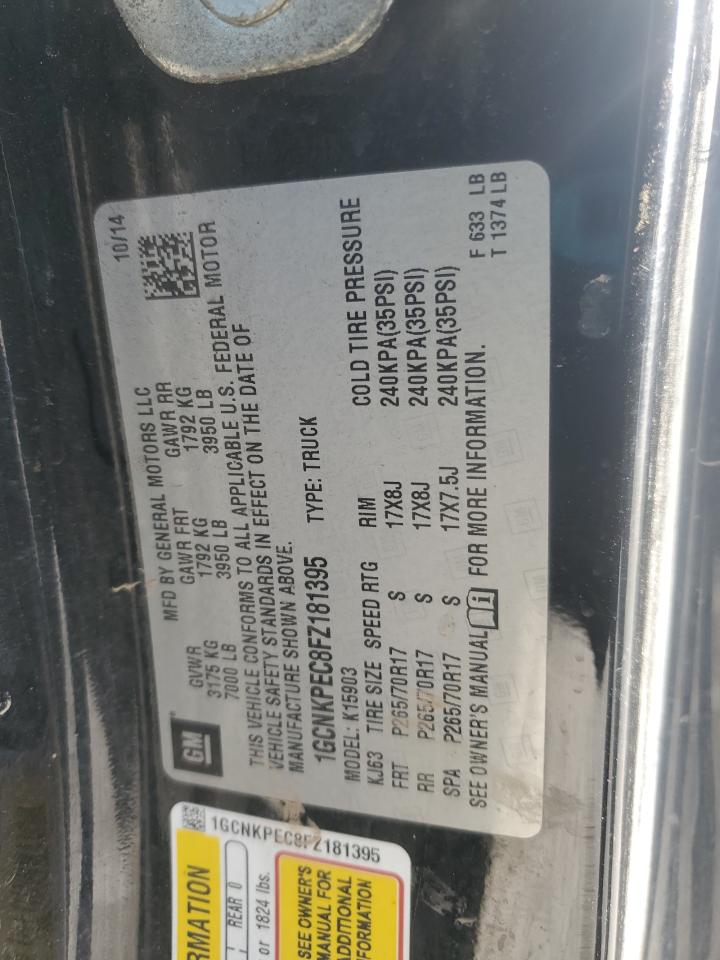 MFD BY GENERAL MOTORS LLC 10/14
GM
GVWR GAWR FRT GAWR RR
3175 KG 1792 KG 1792 KG
7000 LB 3950 LB 3950 LB
THIS VEHICLE CONFORMS TO ALL APPLICABLE U.S. FEDERAL MOTOR
VEHICLE SAFETY STANDARDS IN EFFECT ON THE DATE OF
MANUFACTURE SHOWN ABOVE.
1GCNKPEC8FZ181395 TYPE: TRUCK
MODEL: K15903
KJ63 TIRE SIZE SPEED RTG RIM COLD TIRE PRESSURE
FRT P265/70R17 S 17X8J 240KPA(35PSI)
RR P265/70R17 S 17X8J 240KPA(35PSI)
SPA P265/70R17 S 17X7.5J 240KPA(35PSI)
SEE OWNER'S MANUAL i FOR MORE INFORMATION.
F 633 LB
T 1374 LB
1GCNKPEC8FZ181395
RMATION
REAR 0
or 1824 lbs.
SEE OWNER'S
MANUAL FOR
ADDITIONAL
FORMATION